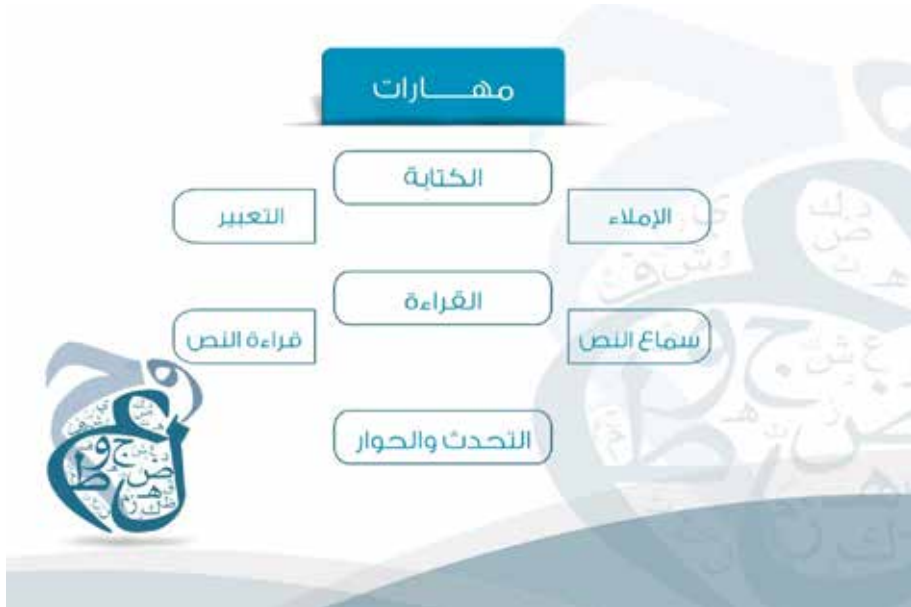 مهـــــارات
الكتابة
الإملاء
التعبير
القراءة
سماع النص
قراءة النص
التحدث والحوار